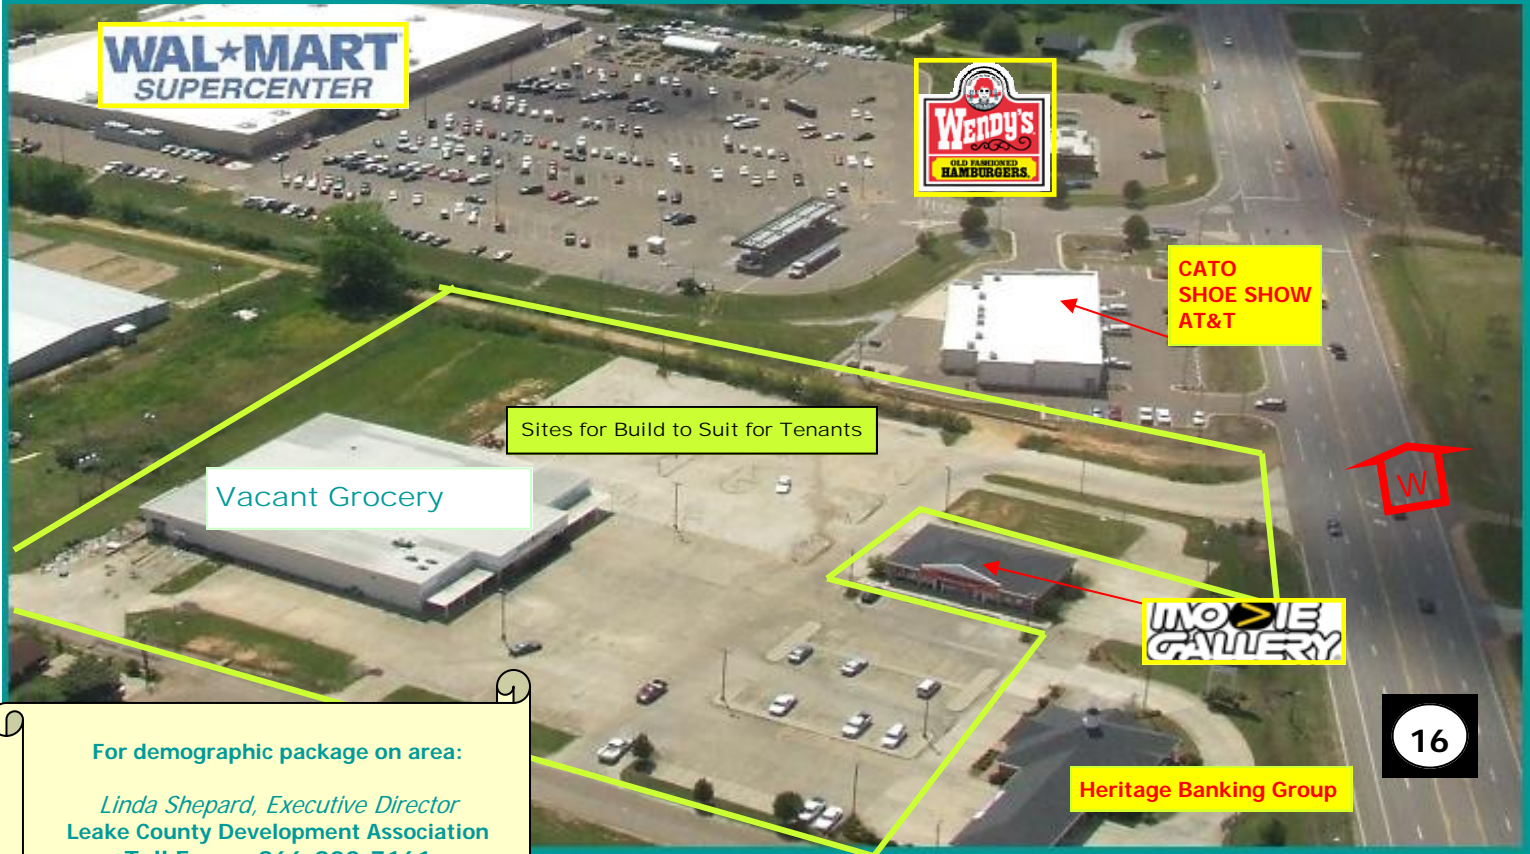 WAL★MART
SUPERCENTER
WENDY'S
OLD FASHIONED
HAMBURGERS.
CATO
SHOE SHOW
AT&T
Sites for Build to Suit for Tenants
Vacant Grocery
W
MOVIE
GALLERY
16
Heritage Banking Group
For demographic package on area:
Linda Shepard, Executive Director
Leake County Development Association